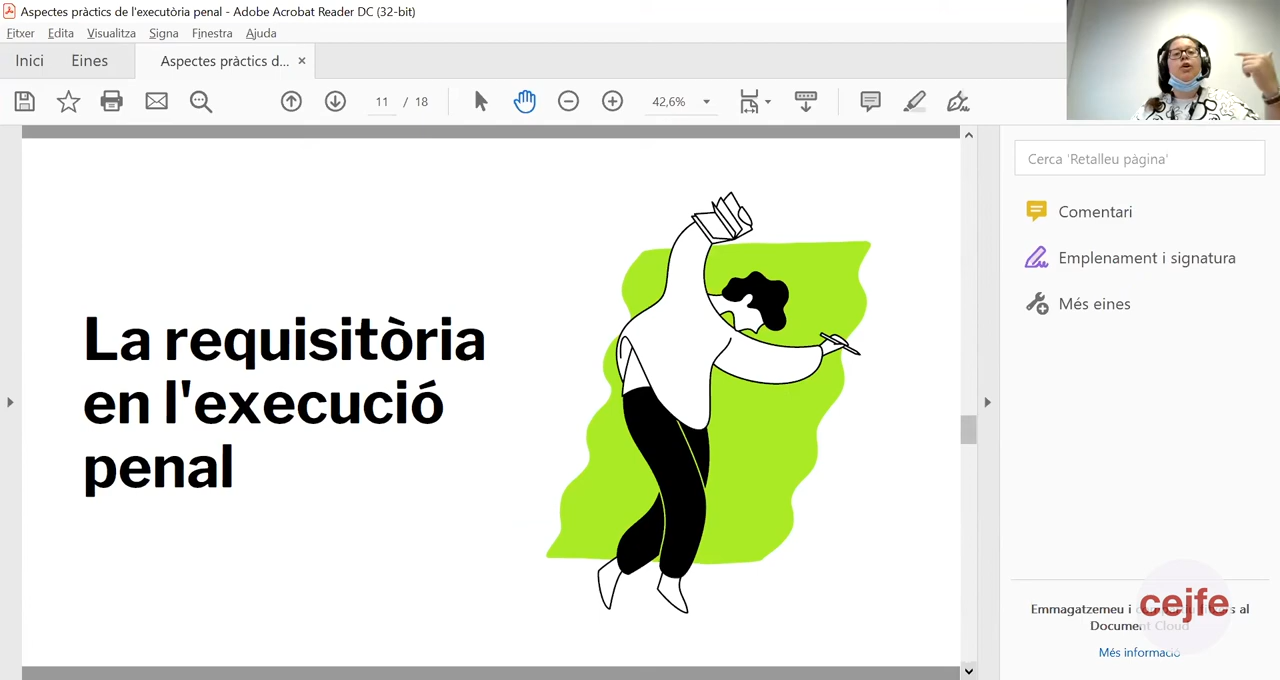 Aspectes pràctics de l'executòria penal - Adobe Acrobat Reader DC (32-bit)
Fitxer Edita Visualitza Signa Finestra Ajuda
Inici Eines Aspectes pràctics d... ×
11 / 18 42,6%
Cerca 'Retalleu pàgina'
Comentari
Emplenament i signatura
Més eines
La requisitòria
en l'execució
penal
cejfe
Emmagatzemeu i al
Document Cloud
Més informació